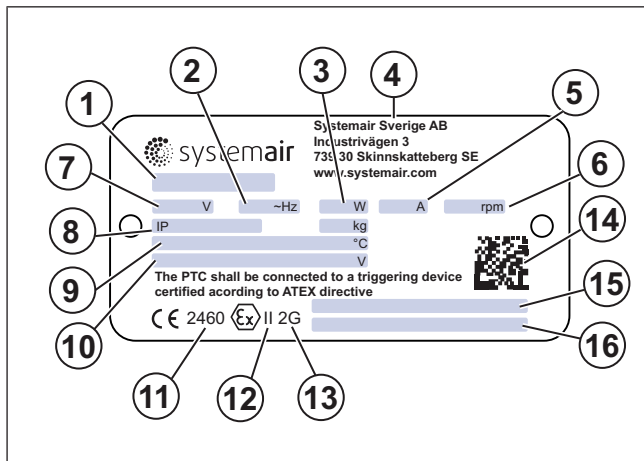 1
2
3
4
5
6
7
8
9
10
11
12
13
14
15
16
systemair
Systemair Sverige AB
Industrivägen 3
739 30 Skinnskatteberg SE
www.systemair.com
V ~Hz W A rpm
IP kg
°C
V
The PTC shall be connected to a triggering device
certified acording to ATEX directive
CE 2460 Ex II 2G